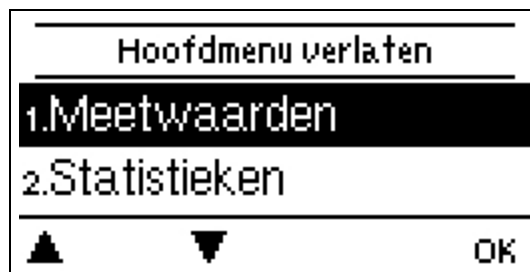 Hoofdmenu verlaten
1.Meetwaarden
2.Statistieken
▲ ▼ OK